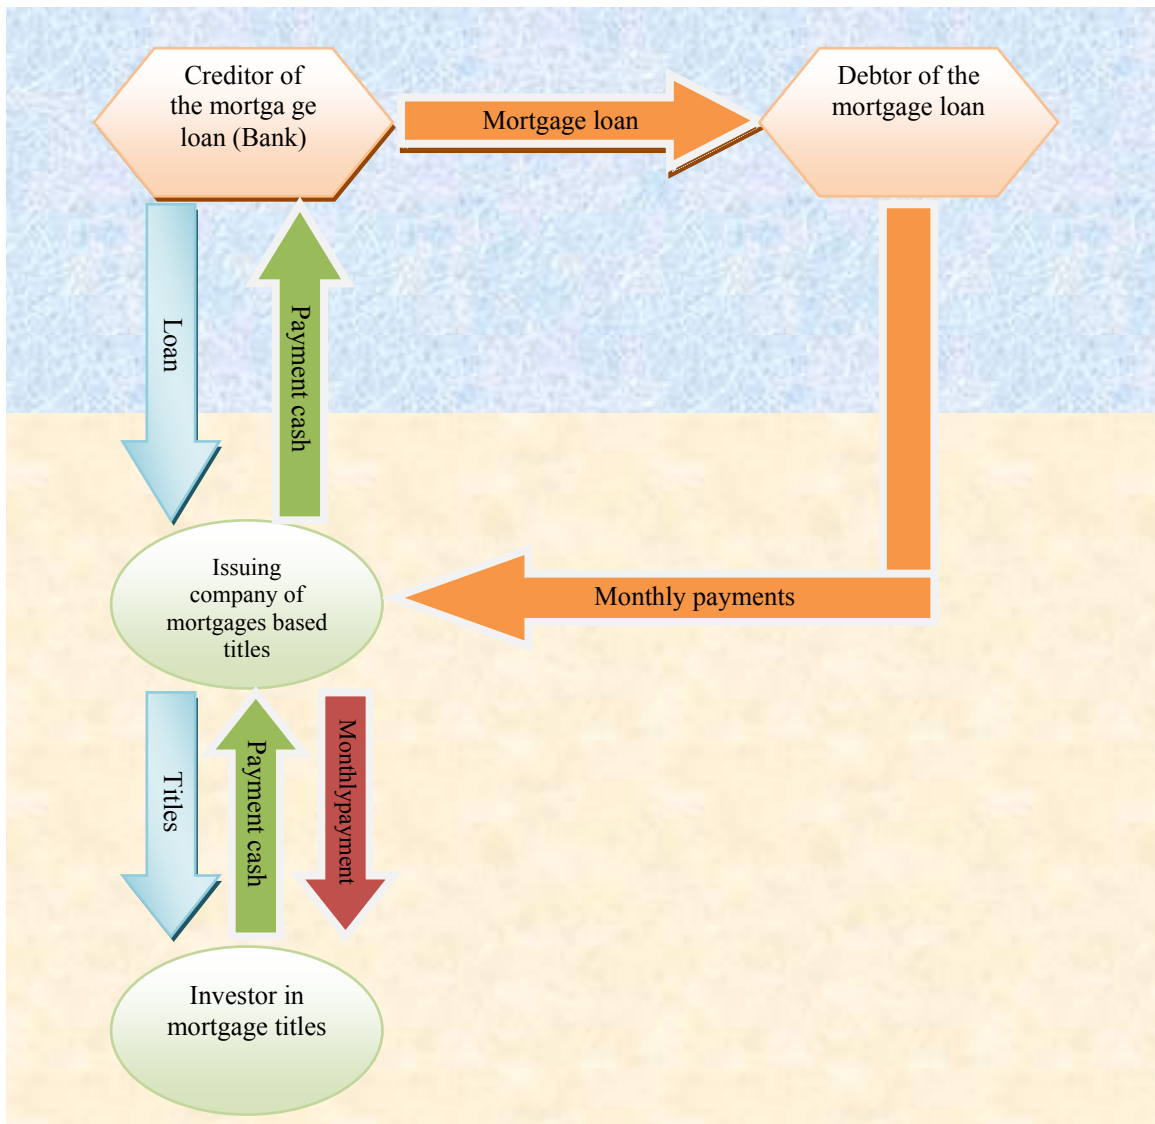 Creditor of
the mortga ge
loan (Bank)
Mortgage loan
Debtor of the
mortgage loan
Loan
Payment cash
Issuing
company of
mortgages based
titles
Monthly payments
Titles
Payment cash
Monthlypayment
Investor in
mortgage titles